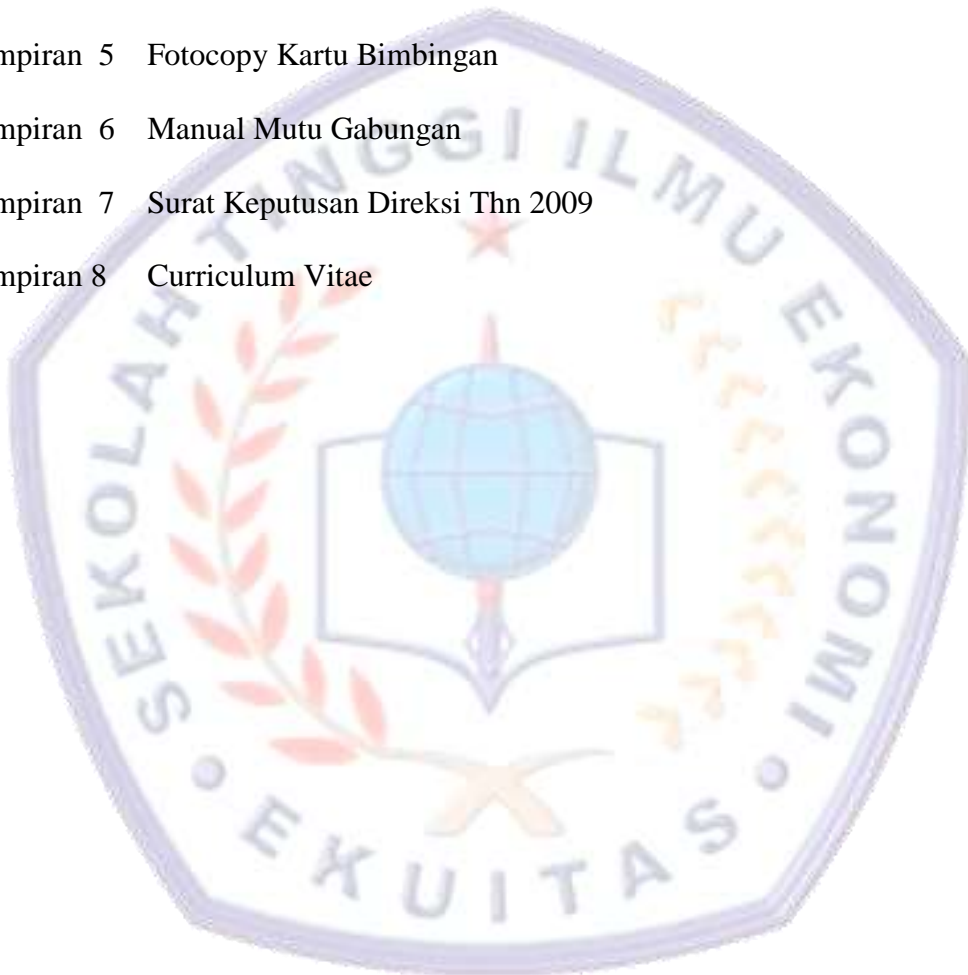 mpiran 5 Fotocopy Kartu Bimbingan
mpiran 6 Manual Mutu Gabungan
mpiran 7 Surat Keputusan Direksi Thn 2009
mpiran 8 Curriculum Vitae
SEKOLAH TINGGI ILMU EKONOMI
EKUITAS